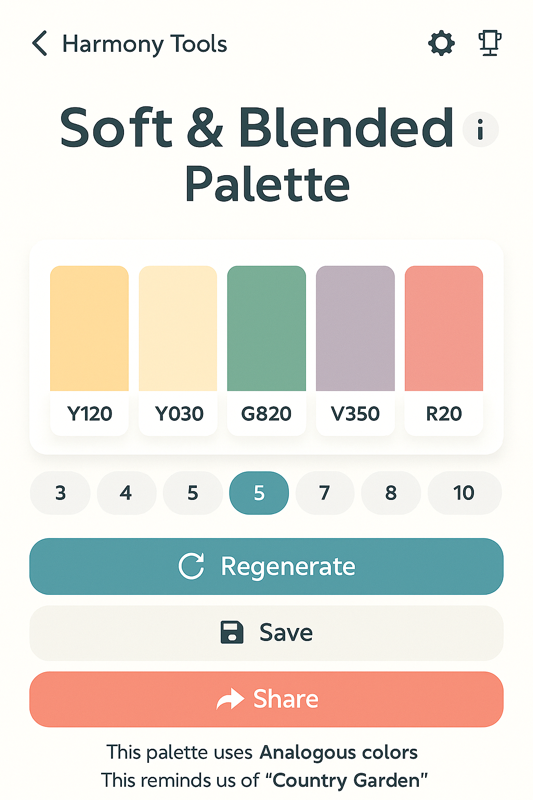 Harmony Tools
Soft & Blended i
Palette
Y120 Y030 G820 V350 R20
3 4 5 5 7 8 10
Regenerate
Save
Share
This palette uses Analogous colors
This reminds us of “Country Garden”